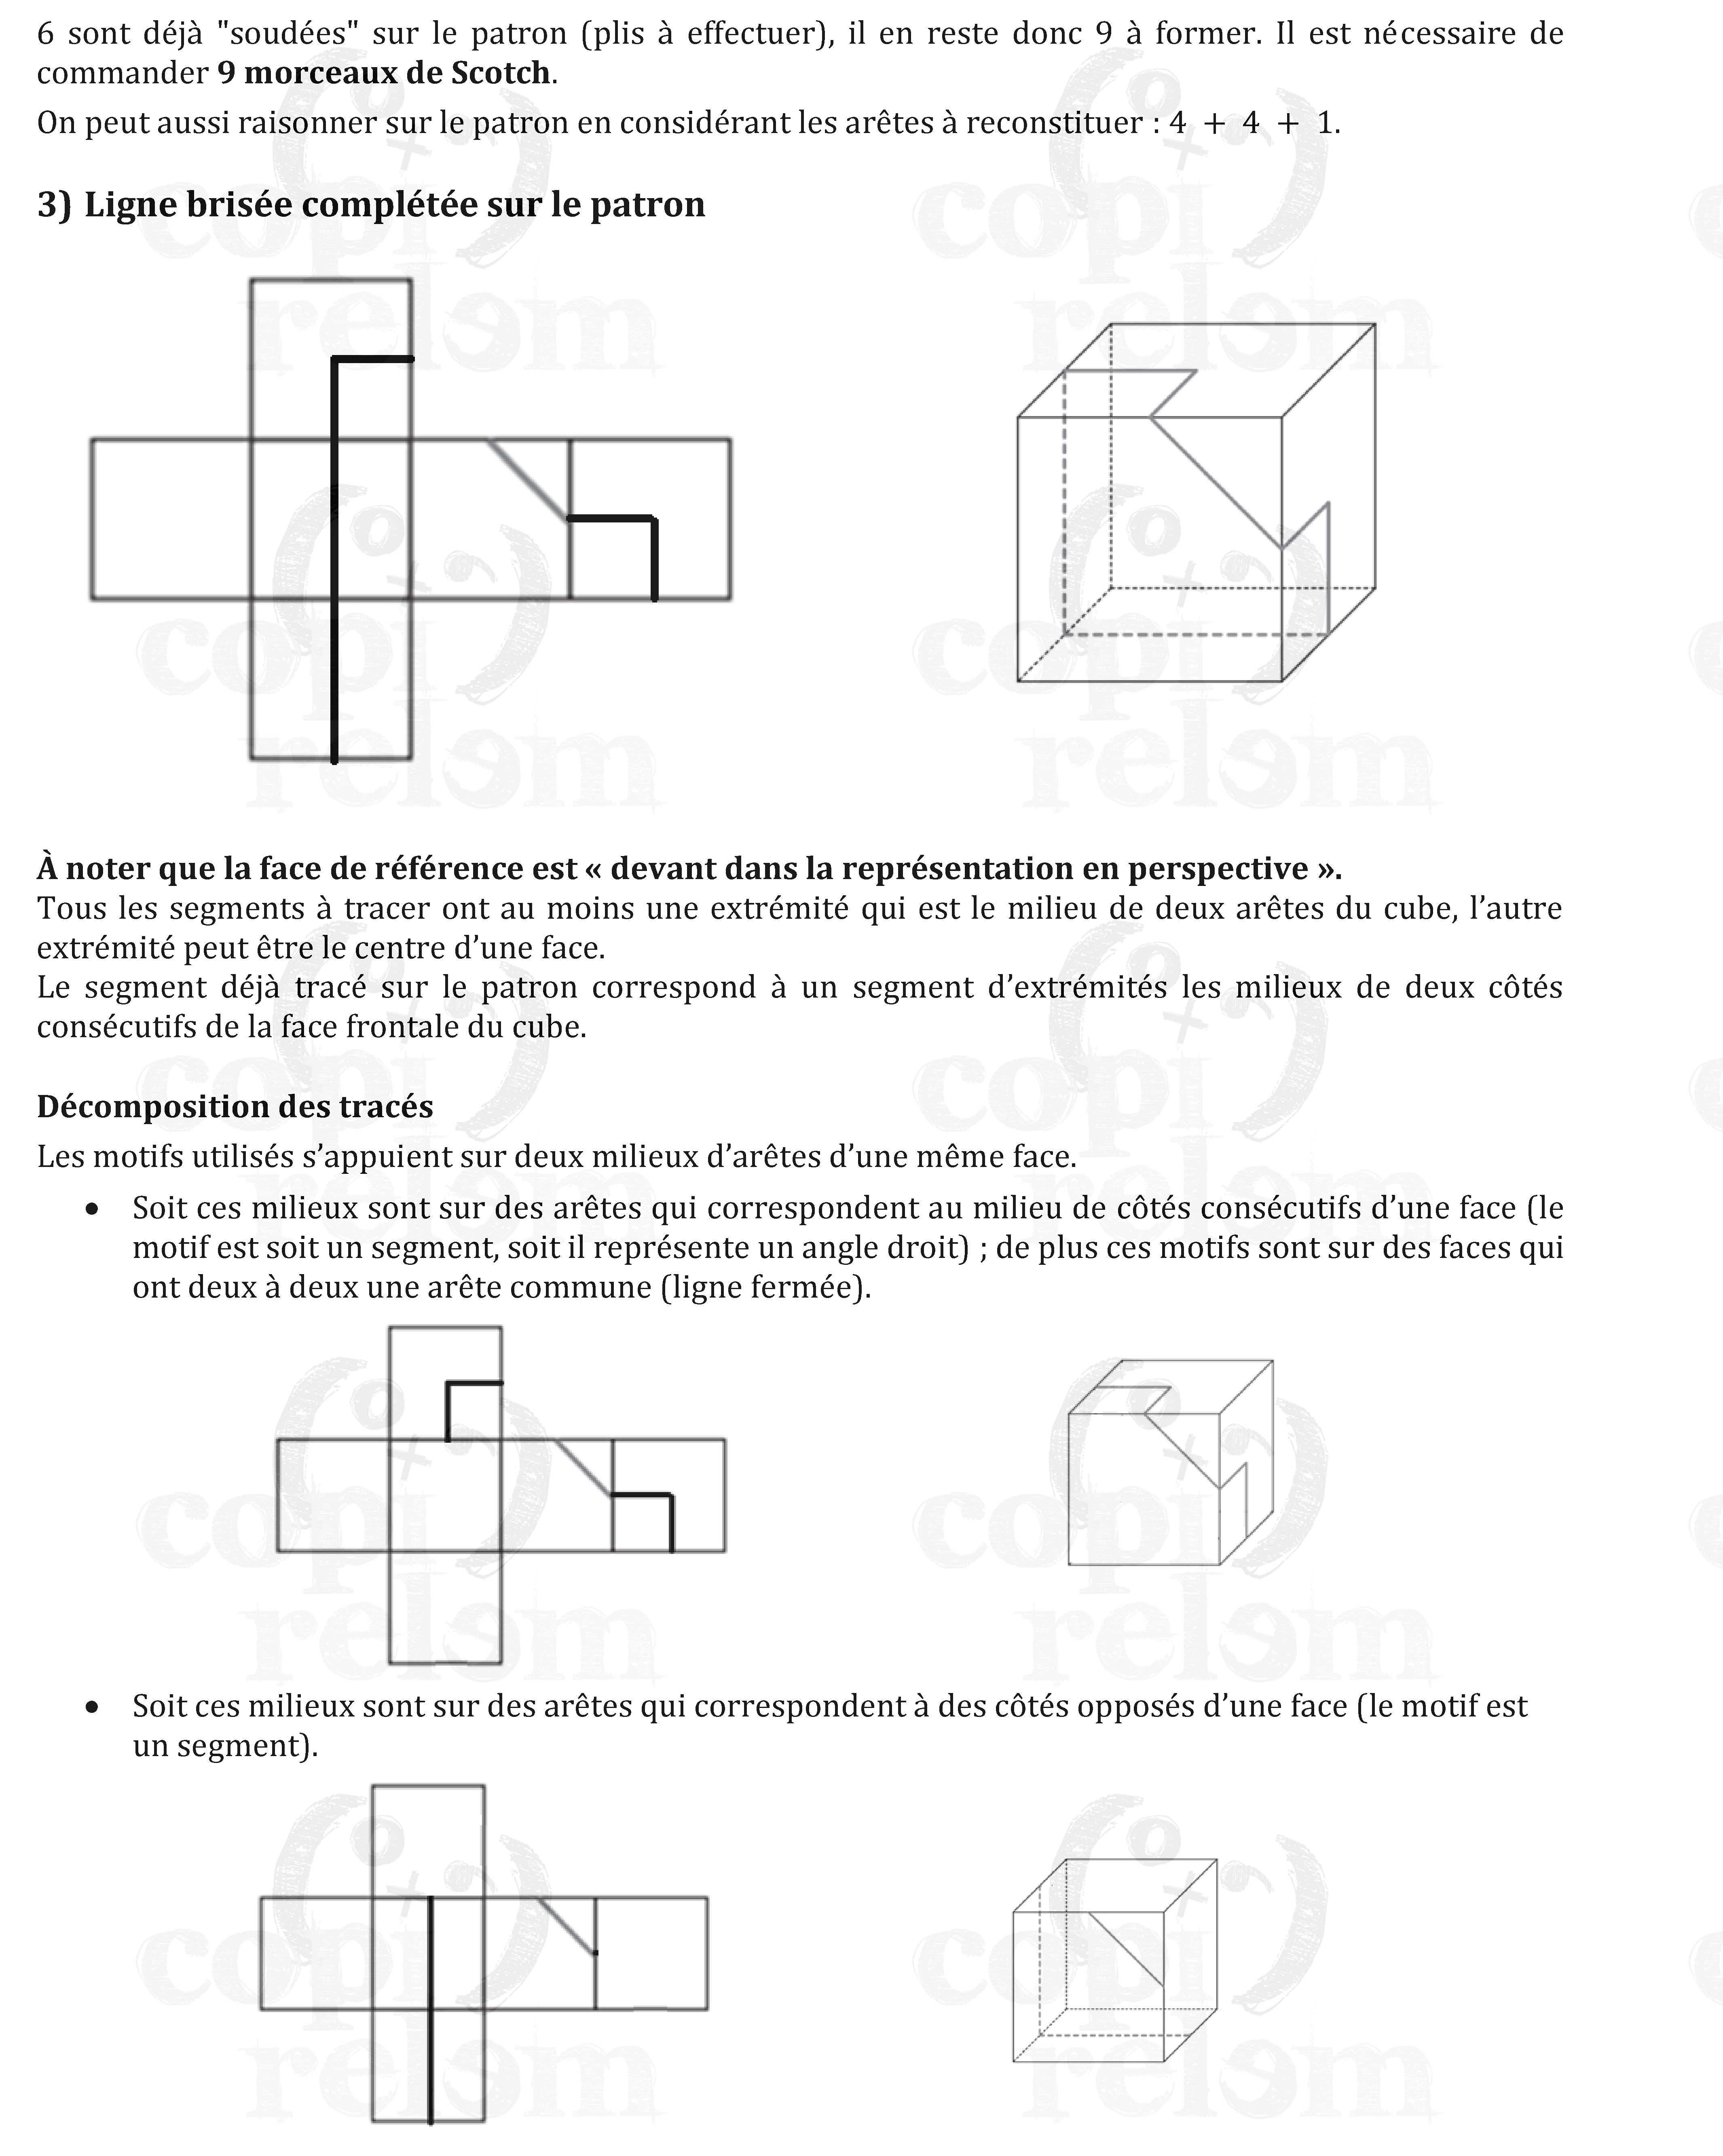 6 sont déjà "soudées" sur le patron (plis à effectuer), il en reste donc 9 à former. Il est nécessaire de
commander 9 morceaux de Scotch.
On peut aussi raisonner sur le patron en considérant les arêtes à reconstituer : 4 + 4 + 1.
3) Ligne brisée complétée sur le patron
À noter que la face de référence est « devant dans la représentation en perspective ».
Tous les segments à tracer ont au moins une extrémité qui est le milieu de deux arêtes du cube, l'autre
extrémité peut être le centre d'une face.
Le segment déjà tracé sur le patron correspond à un segment d'extrémités les milieux de deux côtés
consécutifs de la face frontale du cube.
Décomposition des tracés
Les motifs utilisés s'appuient sur deux milieux d'arêtes d'une même face.
• Soit ces milieux sont sur des arêtes qui correspondent au milieu de côtés consécutifs d'une face (le
motif est soit un segment, soit il représente un angle droit) ; de plus ces motifs sont sur des faces qui
ont deux à deux une arête commune (ligne fermée).
• Soit ces milieux sont sur des arêtes qui correspondent à des côtés opposés d'une face (le motif est
un segment).